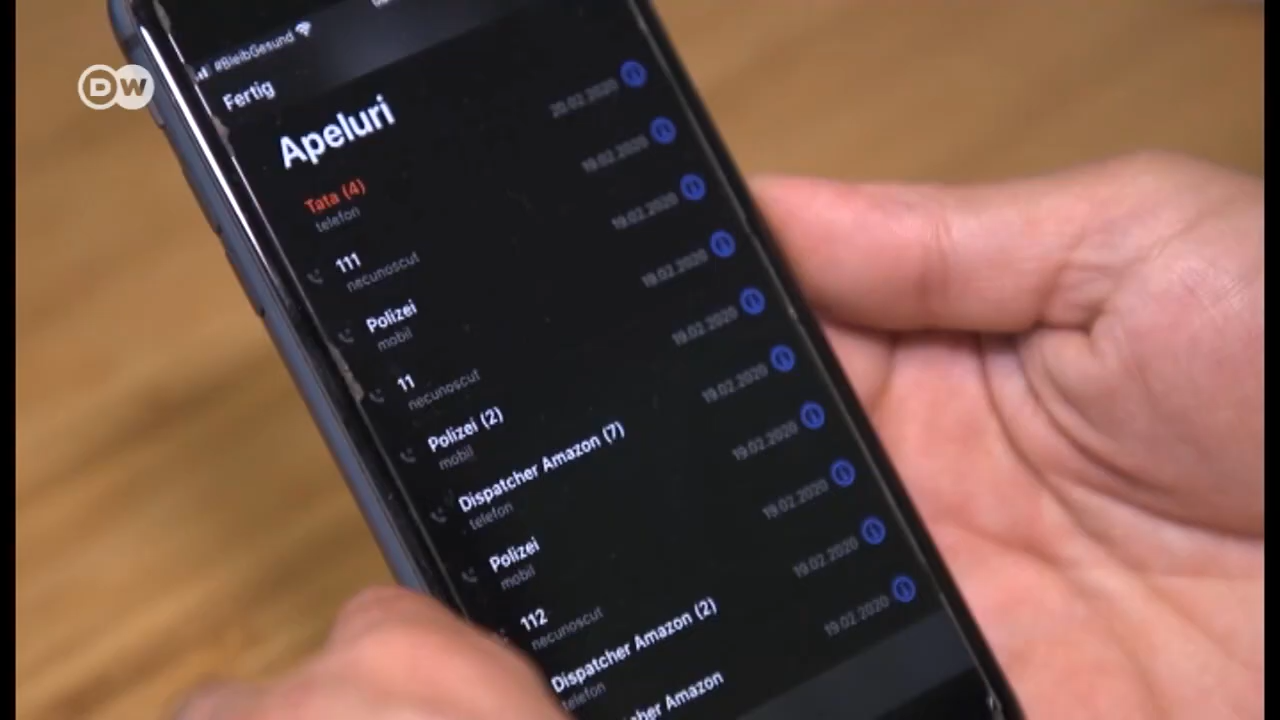 DW
#BleibGesund
Fertig
Apeluri
Tata (4)
telefon
20.02.2020
111
necunoscut
19.02.2020
Polizei
mobil
19.02.2020
11
necunoscut
19.02.2020
Polizei (2)
mobil
19.02.2020
Dispatcher Amazon (7)
telefon
19.02.2020
Polizei
mobil
19.02.2020
112
necunoscut
19.02.2020
Dispatcher Amazon (2)
telefon
19.02.2020
Amazon
19.02.2020